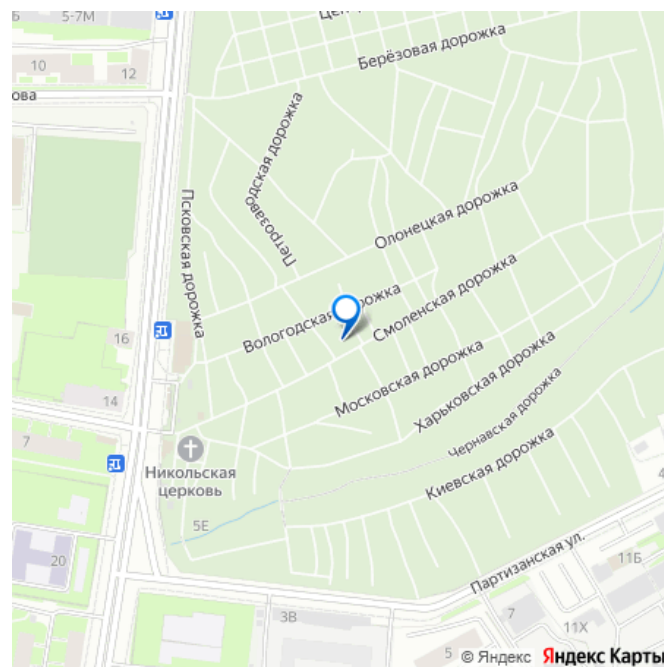 5-7М
10
12
ова
Берёзовая дорожка
Петрозаводская дорожка
Псковская дорожка
Олонецкая дорожка
Вологодская дорожка
Смоленская дорожка
16
Московская дорожка
Харьковская дорожка
14
7
Никольская
церковь
Чернавская дорожка
Киевская дорожка
5Е
20
Партизанская ул.
11Б
3В
7
11Х
5
© Яндекс Яндекс Карты